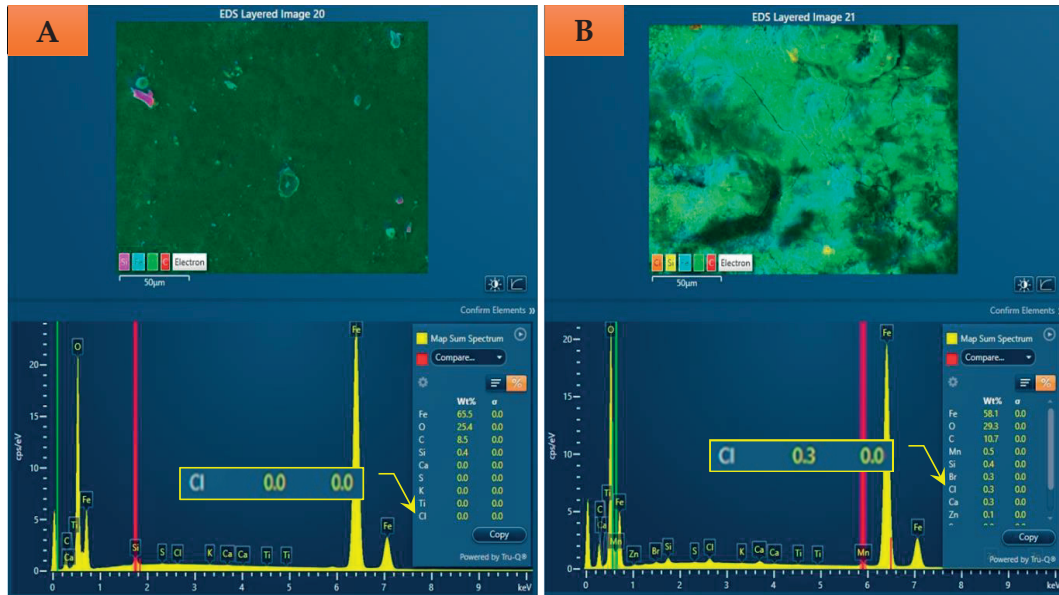 A
EDS Layered Image 20
Electron
50μm
Confirm Elements »
Map Sum Spectrum
Compare...
%
Wt% σ
Fe 65.5 0.0
O 25.4 0.0
C 8.5 0.0
Si 0.4 0.0
Ca 0.0 0.0
S 0.0 0.0
K 0.0 0.0
Ti 0.0 0.0
Cl 0.0 0.0
Copy
Powered by Tru-Q®
Cl 0.0 0.0
cps/eV
20
15
10
5
0
O
Fe
Ti
C
Ca
Si
S
Cl
K
Ca
Ca
Ti
Ti
Fe
Fe
0 1 2 3 4 5 6 7 8 9 keV
B
EDS Layered Image 21
Si
Electron
50μm
Confirm Elements »
Map Sum Spectrum
Compare...
%
Wt% σ
Fe 58.1 0.0
O 29.3 0.0
C 10.7 0.0
Mn 0.5 0.0
Si 0.4 0.0
Br 0.3 0.0
Cl 0.3 0.0
Ca 0.3 0.0
Zn 0.1 0.0
Copy
Powered by Tru-Q®
Cl 0.3 0.0
cps/eV
20
15
10
5
0
O
Ti
C
Fe
Ca
Mn
Zn
Br
Si
S
Cl
K
Ca
Ca
Ti
Ti
Mn
Fe
Fe
0 1 2 3 4 5 6 7 8 9 keV